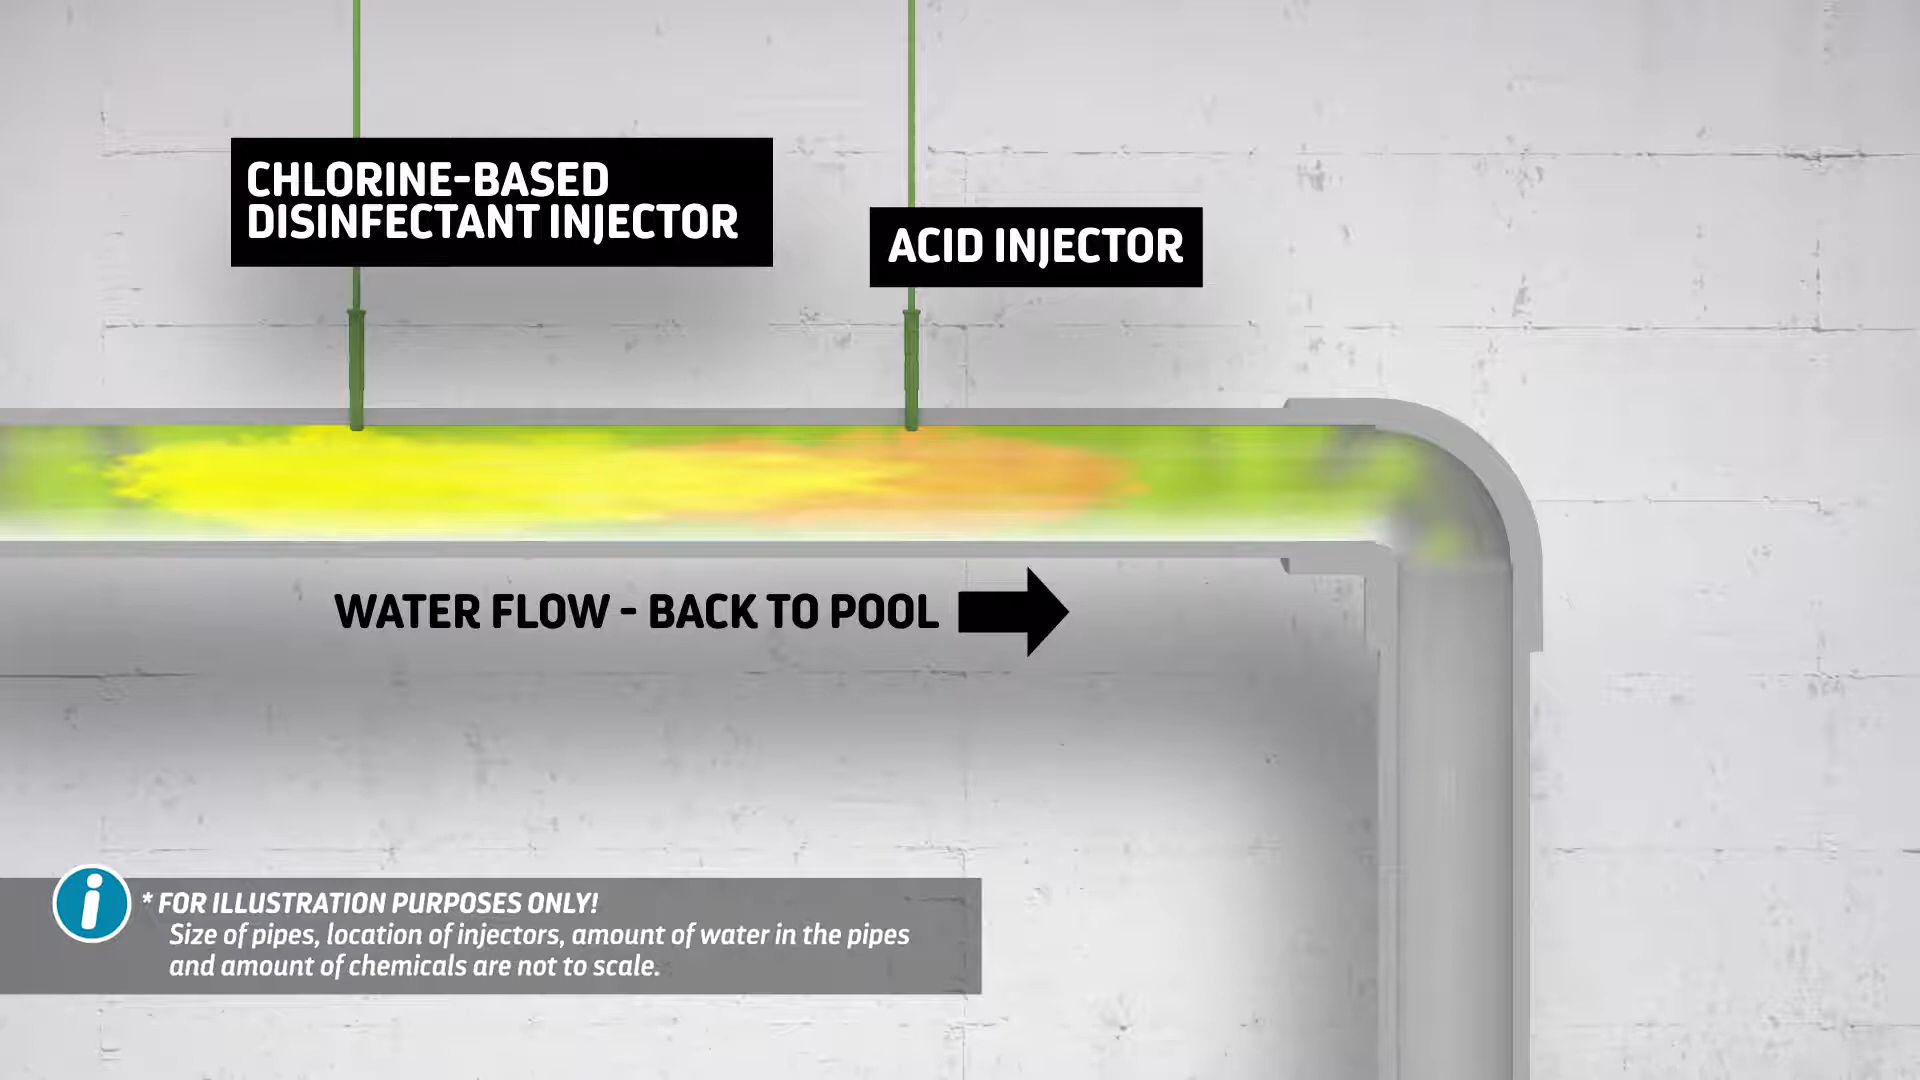 CHLORINE-BASED
DISINFECTANT INJECTOR
ACID INJECTOR
WATER FLOW - BACK TO POOL
i
* FOR ILLUSTRATION PURPOSES ONLY!
Size of pipes, location of injectors, amount of water in the pipes
and amount of chemicals are not to scale.